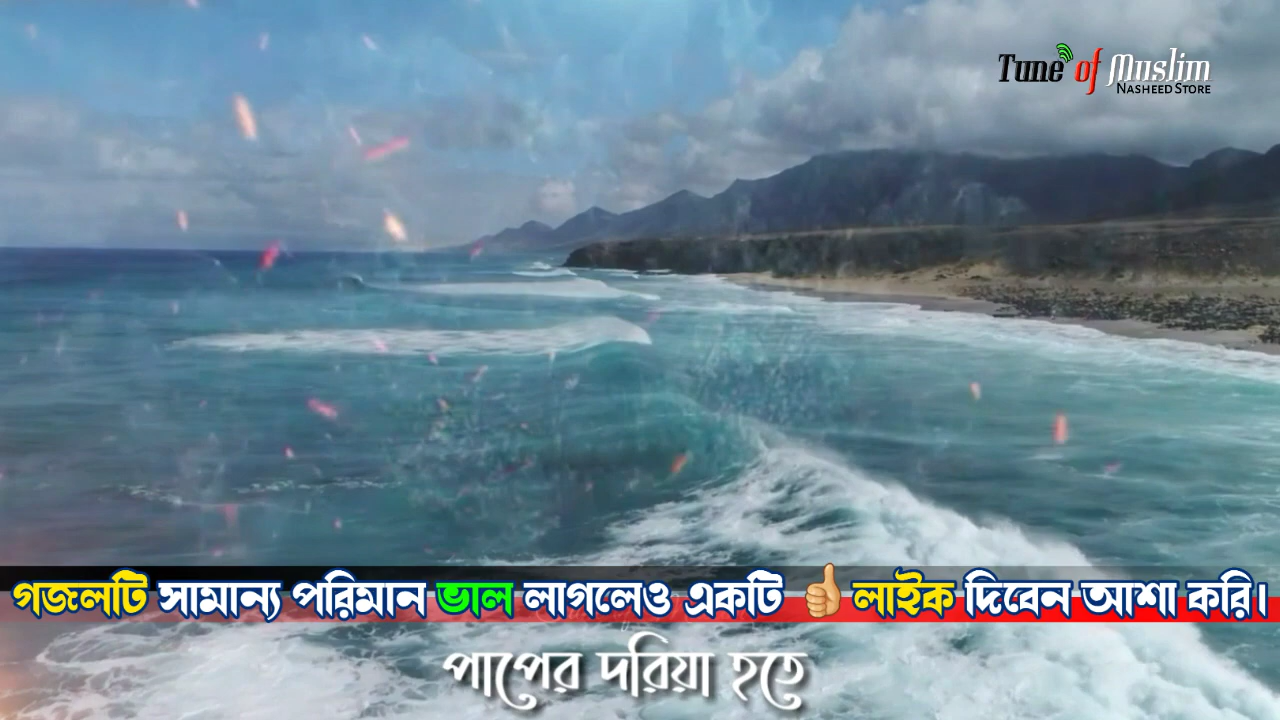 Tune of Muslim
NASHEED STORE
গজলটি সামান্য পরিমান ভাল লাগলেও একটি 👍 লাইক দিবেন আশা করি।
পাপের দরিয়া হতে